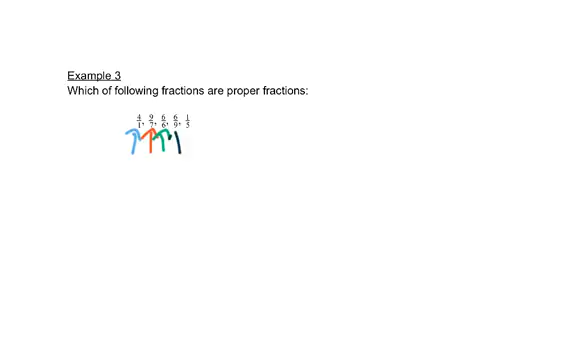 Example 3
Which of following fractions are proper fractions:
4/1, 9/7, 6/6, 6/9, 1/5